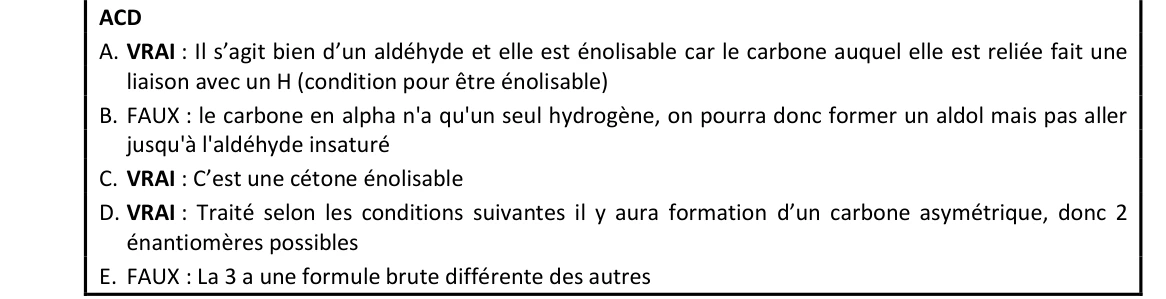 ACD
A. VRAI : Il s’agit bien d’un aldéhyde et elle est énolisable car le carbone auquel elle est reliée fait une
liaison avec un H (condition pour être énolisable)
B. FAUX : le carbone en alpha n'a qu'un seul hydrogène, on pourra donc former un aldol mais pas aller
jusqu'à l'aldéhyde insaturé
C. VRAI : C’est une cétone énolisable
D. VRAI : Traité selon les conditions suivantes il y aura formation d’un carbone asymétrique, donc 2
énantiomères possibles
E. FAUX : La 3 a une formule brute différente des autres